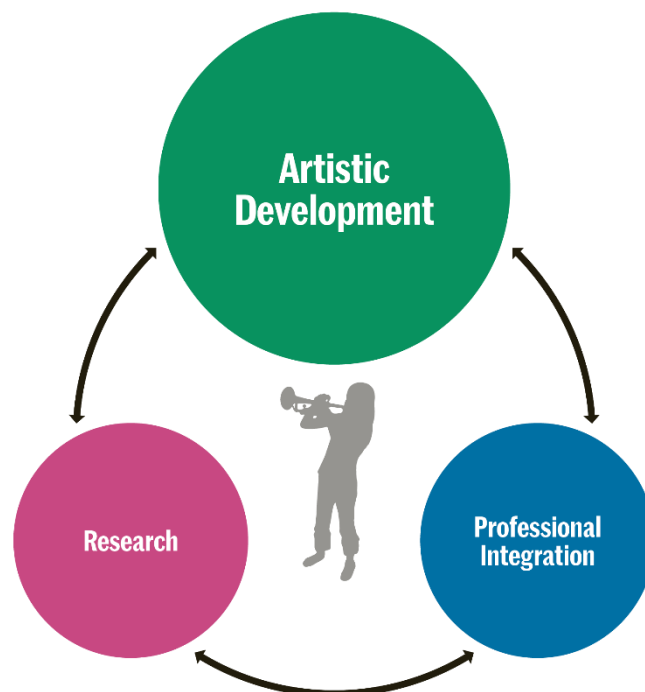 Artistic
Development
Research
Professional
Integration